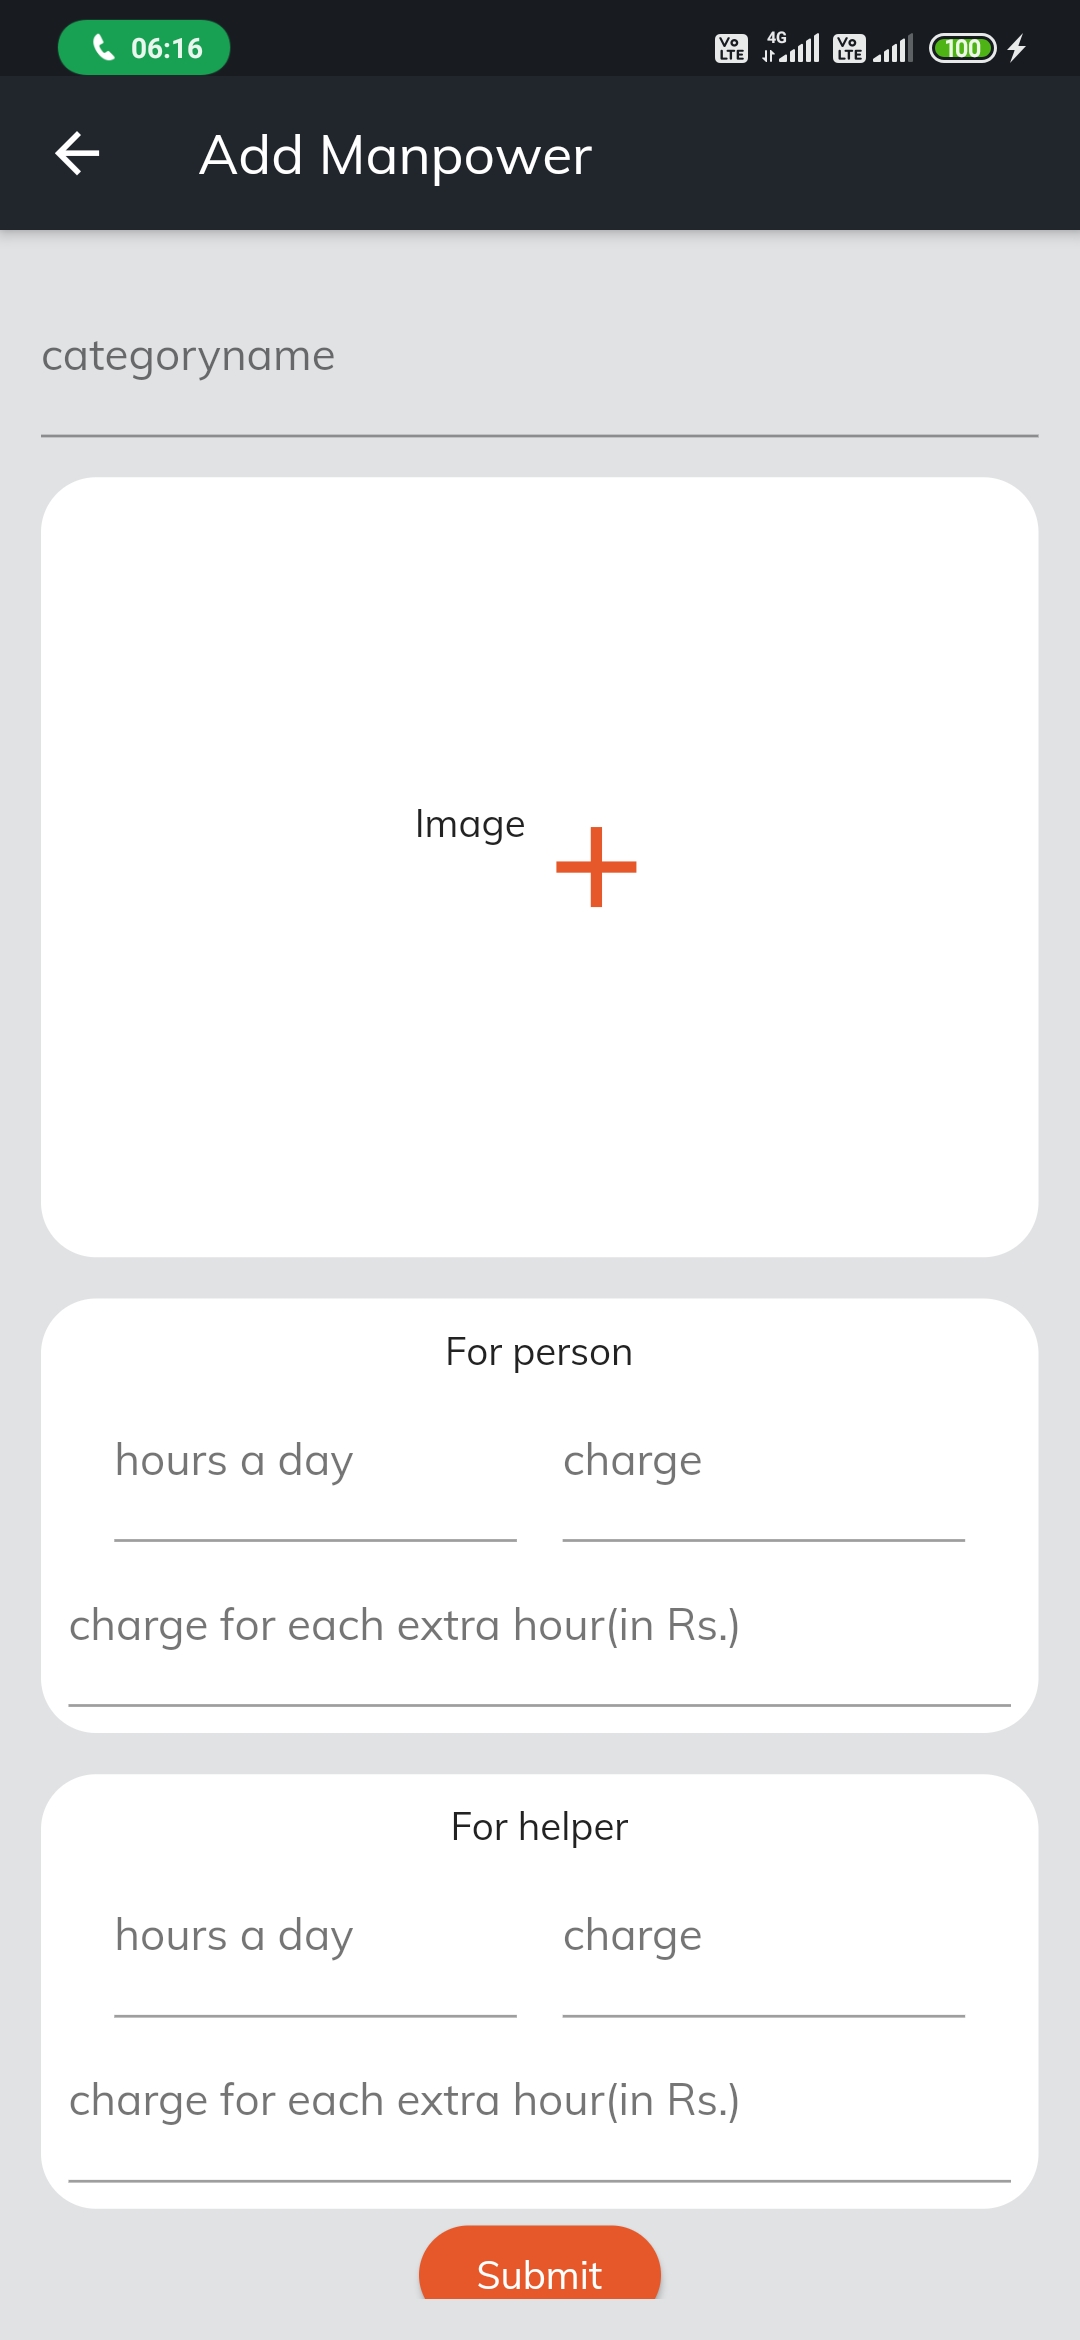 06:16 Vo LTE 4G Vo LTE 100
Add Manpower
categoryname
Image
For person
hours a day charge
charge for each extra hour(in Rs.)
For helper
hours a day charge
charge for each extra hour(in Rs.)
Submit